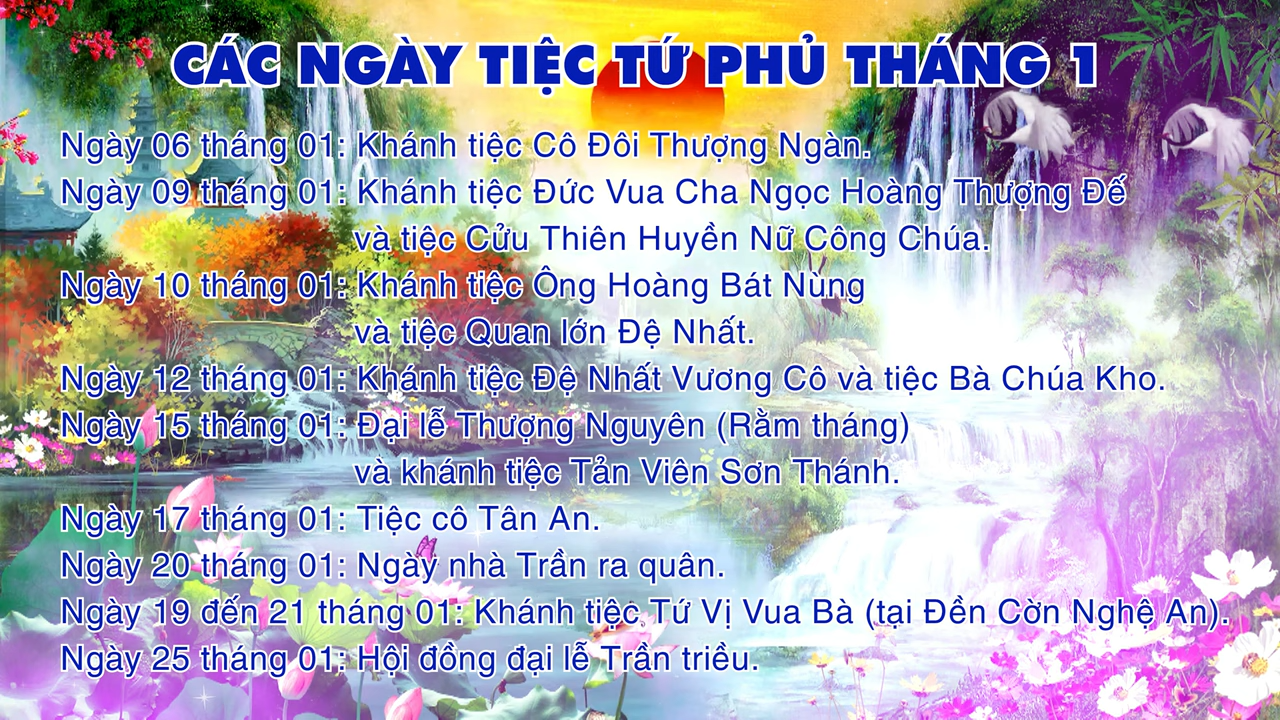 CÁC NGÀY TIỆC TỨ PHỦ THÁNG 1
Ngày 06 tháng 01: Khánh tiệc Cô Đôi Thượng Ngàn.
Ngày 09 tháng 01: Khánh tiệc Đức Vua Cha Ngọc Hoàng Thượng Đế
và tiệc Cửu Thiên Huyền Nữ Công Chúa.
Ngày 10 tháng 01: Khánh tiệc Ông Hoàng Bát Nùng
và tiệc Quan lớn Đệ Nhất.
Ngày 12 tháng 01: Khánh tiệc Đệ Nhất Vương Cô và tiệc Bà Chúa Kho.
Ngày 15 tháng 01: Đại lễ Thượng Nguyên (Rằm tháng)
và khánh tiệc Tản Viên Sơn Thánh.
Ngày 17 tháng 01: Tiệc cô Tân An.
Ngày 20 tháng 01: Ngày nhà Trần ra quân.
Ngày 19 đến 21 tháng 01: Khánh tiệc Tứ Vị Vua Bà (tại Đền Cờn Nghệ An).
Ngày 25 tháng 01: Hội đồng đại lễ Trần triều.